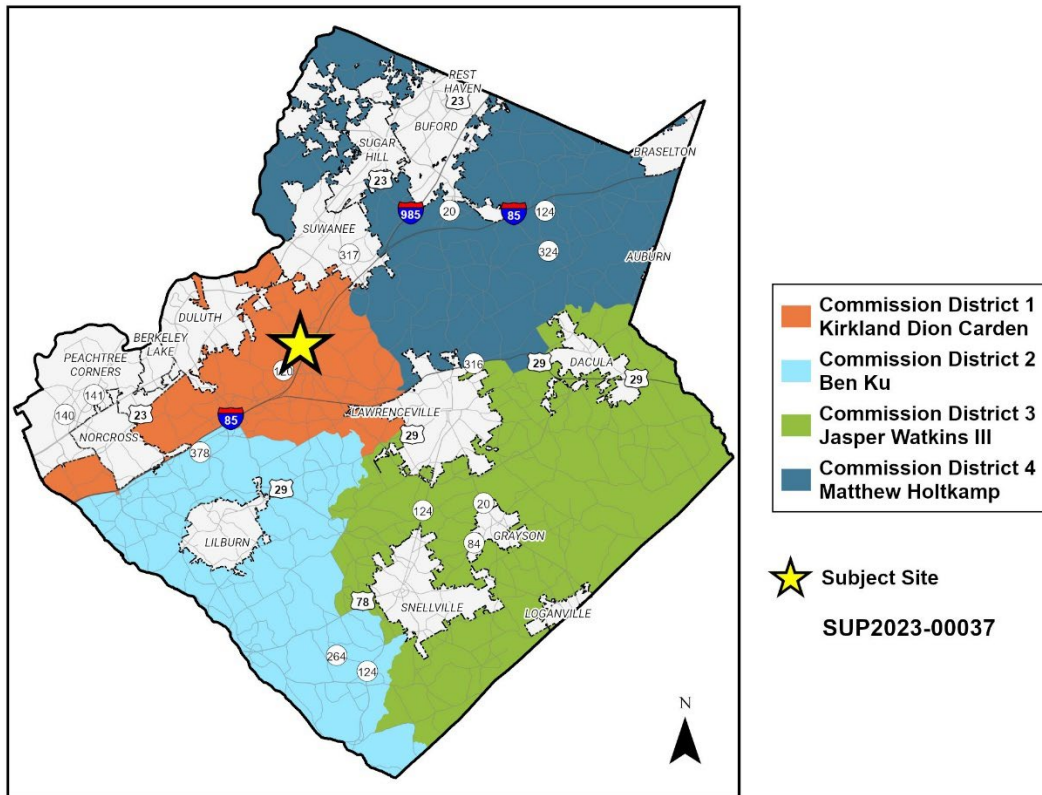 REST
HAVEN
23
BUFORD
SUGAR
HILL
23
BRASELTON
985
20
85
124
SUWANEE
317
324
AUBURN
DULUTH
BERKELEY
LAKE
PEACHTREE
CORNERS
120
316
29
DACULA
29
141
140
23
85
LAWRENCEVILLE
29
NORCROSS
378
29
LILBURN
124
20
GRAYSON
84
78
SNELLVILLE
LOGANVILLE
264
124
N
Commission District 1
Kirkland Dion Carden
Commission District 2
Ben Ku
Commission District 3
Jasper Watkins III
Commission District 4
Matthew Holtkamp
Subject Site
SUP2023-00037